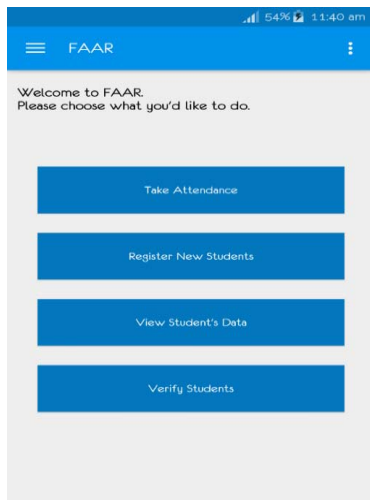 54% 11:40 am
FAAR
Welcome to FAAR.
Please choose what you'd like to do.
Take Attendance
Register New Students
View Student's Data
Verify Students